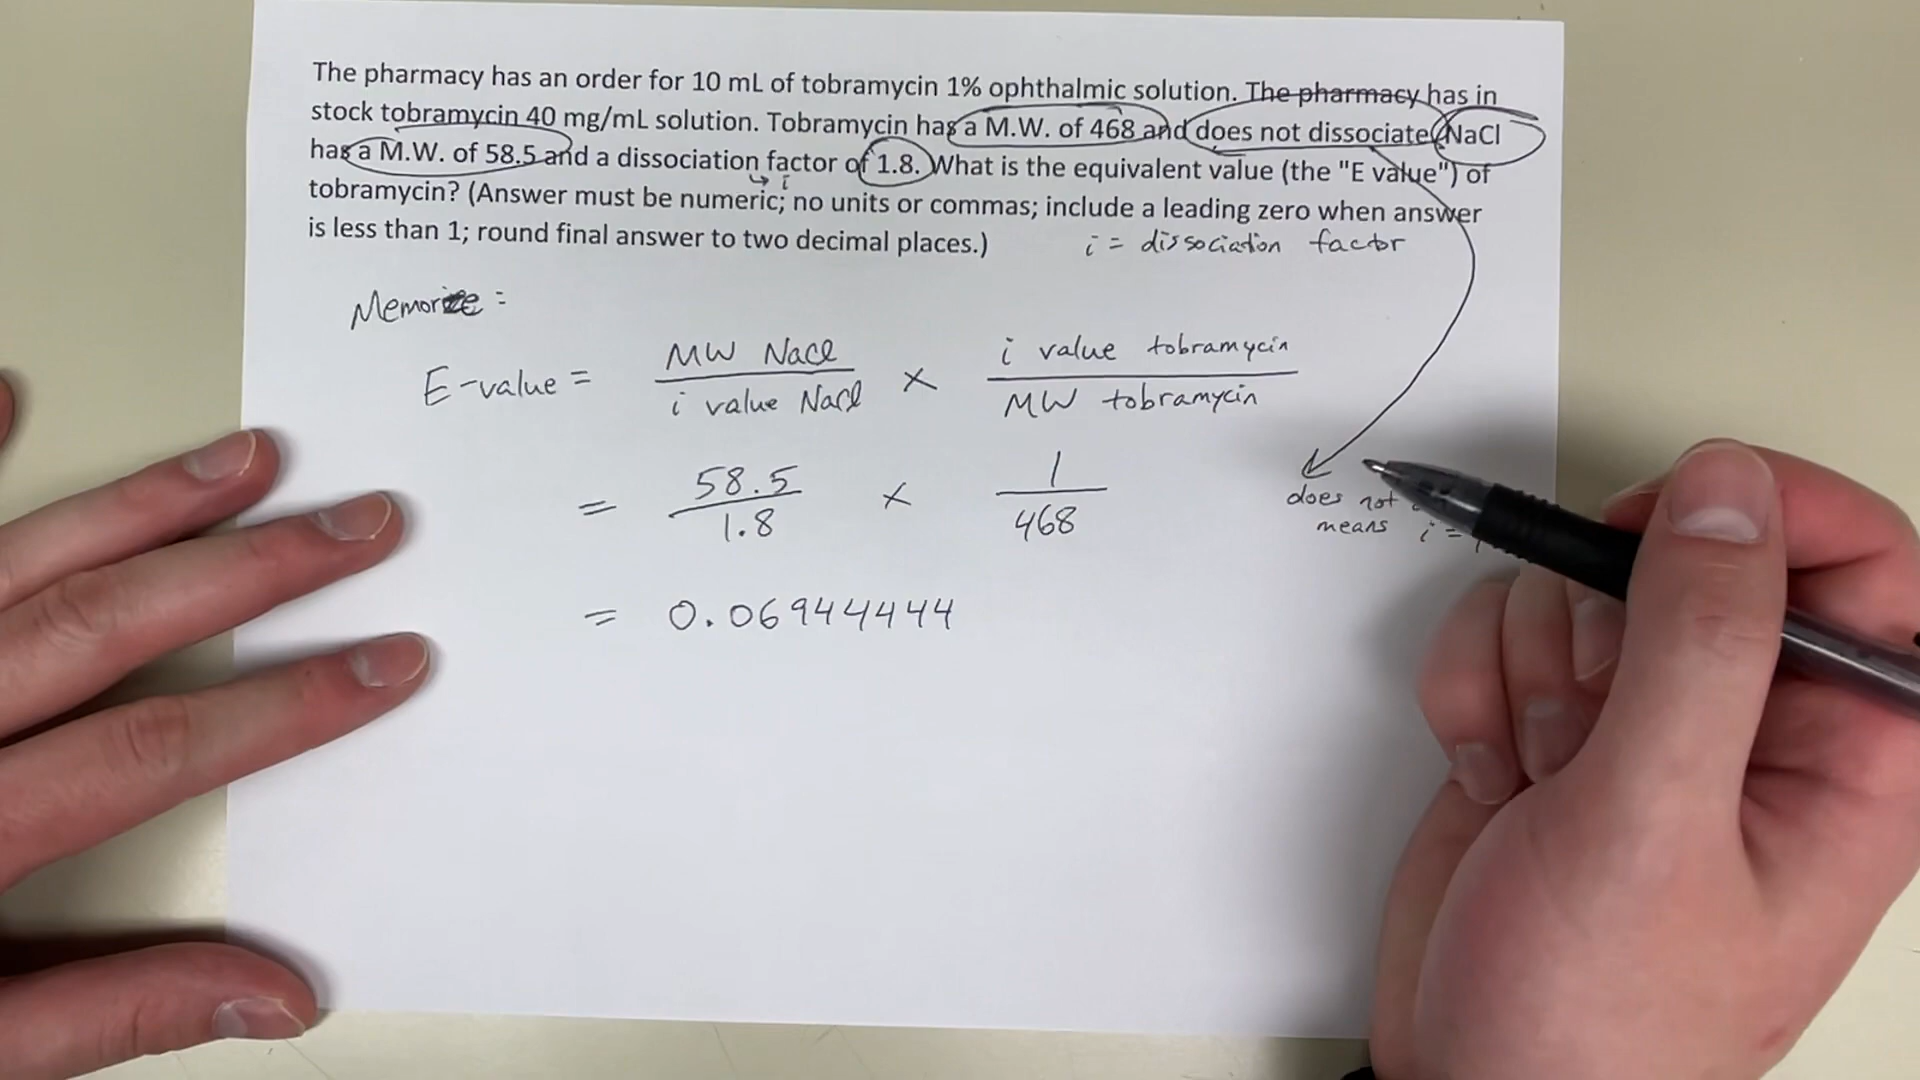 The pharmacy has an order for 10 mL of tobramycin 1% ophthalmic solution. The pharmacy has in
stock tobramycin 40 mg/mL solution. Tobramycin has a M.W. of 468 and does not dissociate. NaCl
has a M.W. of 58.5 and a dissociation factor of 1.8. What is the equivalent value (the "E value") of
↳ i
tobramycin? (Answer must be numeric; no units or commas; include a leading zero when answer
is less than 1; round final answer to two decimal places.)
i = dissociation factor
Memorize :
E-value = MW NaCl / i value NaCl × i value tobramycin / MW tobramycin
= 58.5 / 1.8 × 1 / 468
does not
means i =
= 0.06944444